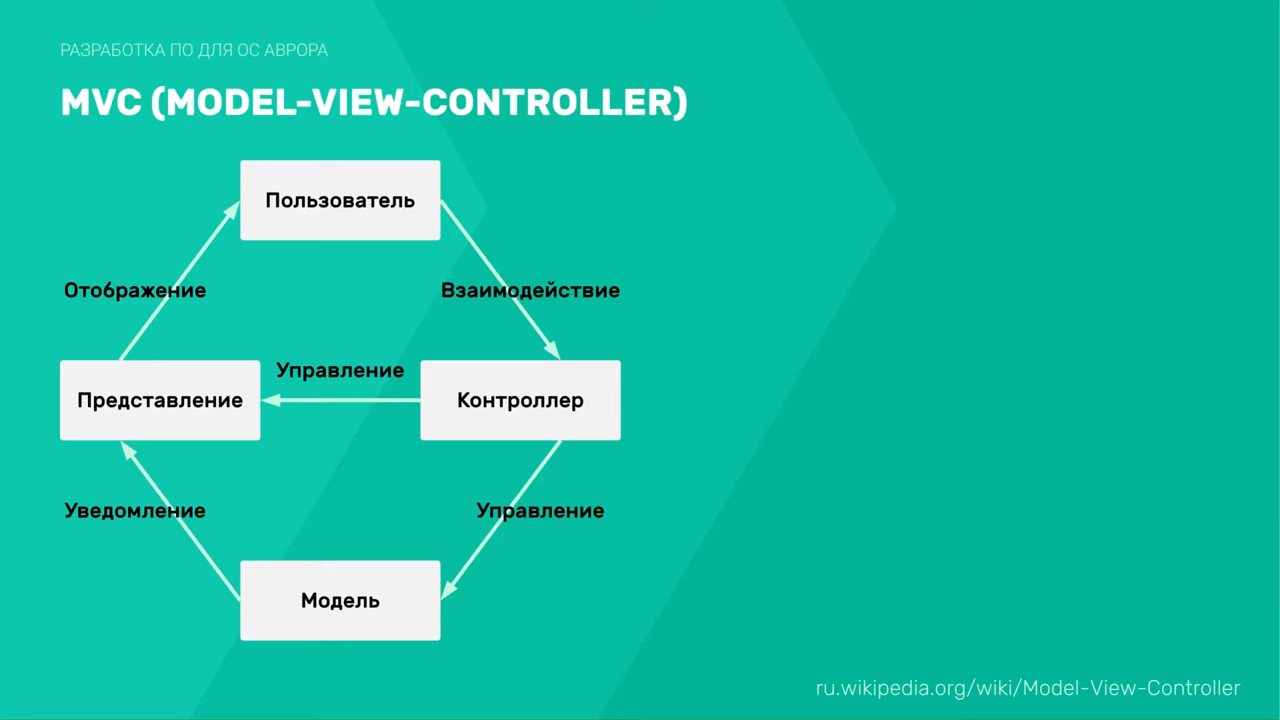 РАЗРАБОТКА ПО ДЛЯ ОС АВРОРА
MVC (MODEL-VIEW-CONTROLLER)
Пользователь
Отображение
Взаимодействие
Управление
Представление
Контроллер
Уведомление
Управление
Модель
ru.wikipedia.org/wiki/Model-View-Controller